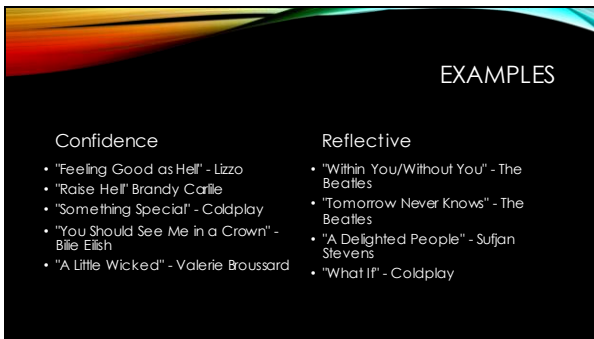 EXAMPLES
Confidence
• "Feeling Good as Hell" - Lizzo
• "Raise Hell" Brandy Carlile
• "Something Special" - Coldplay
• "You Should See Me in a Crown" -
Bilie Eilish
• "A Little Wicked" - Valerie Broussard
Reflective
• "Within You/Without You" - The
Beatles
• "Tomorrow Never Knows" - The
Beatles
• "A Delighted People" - Sufjan
Stevens
• "What If" - Coldplay